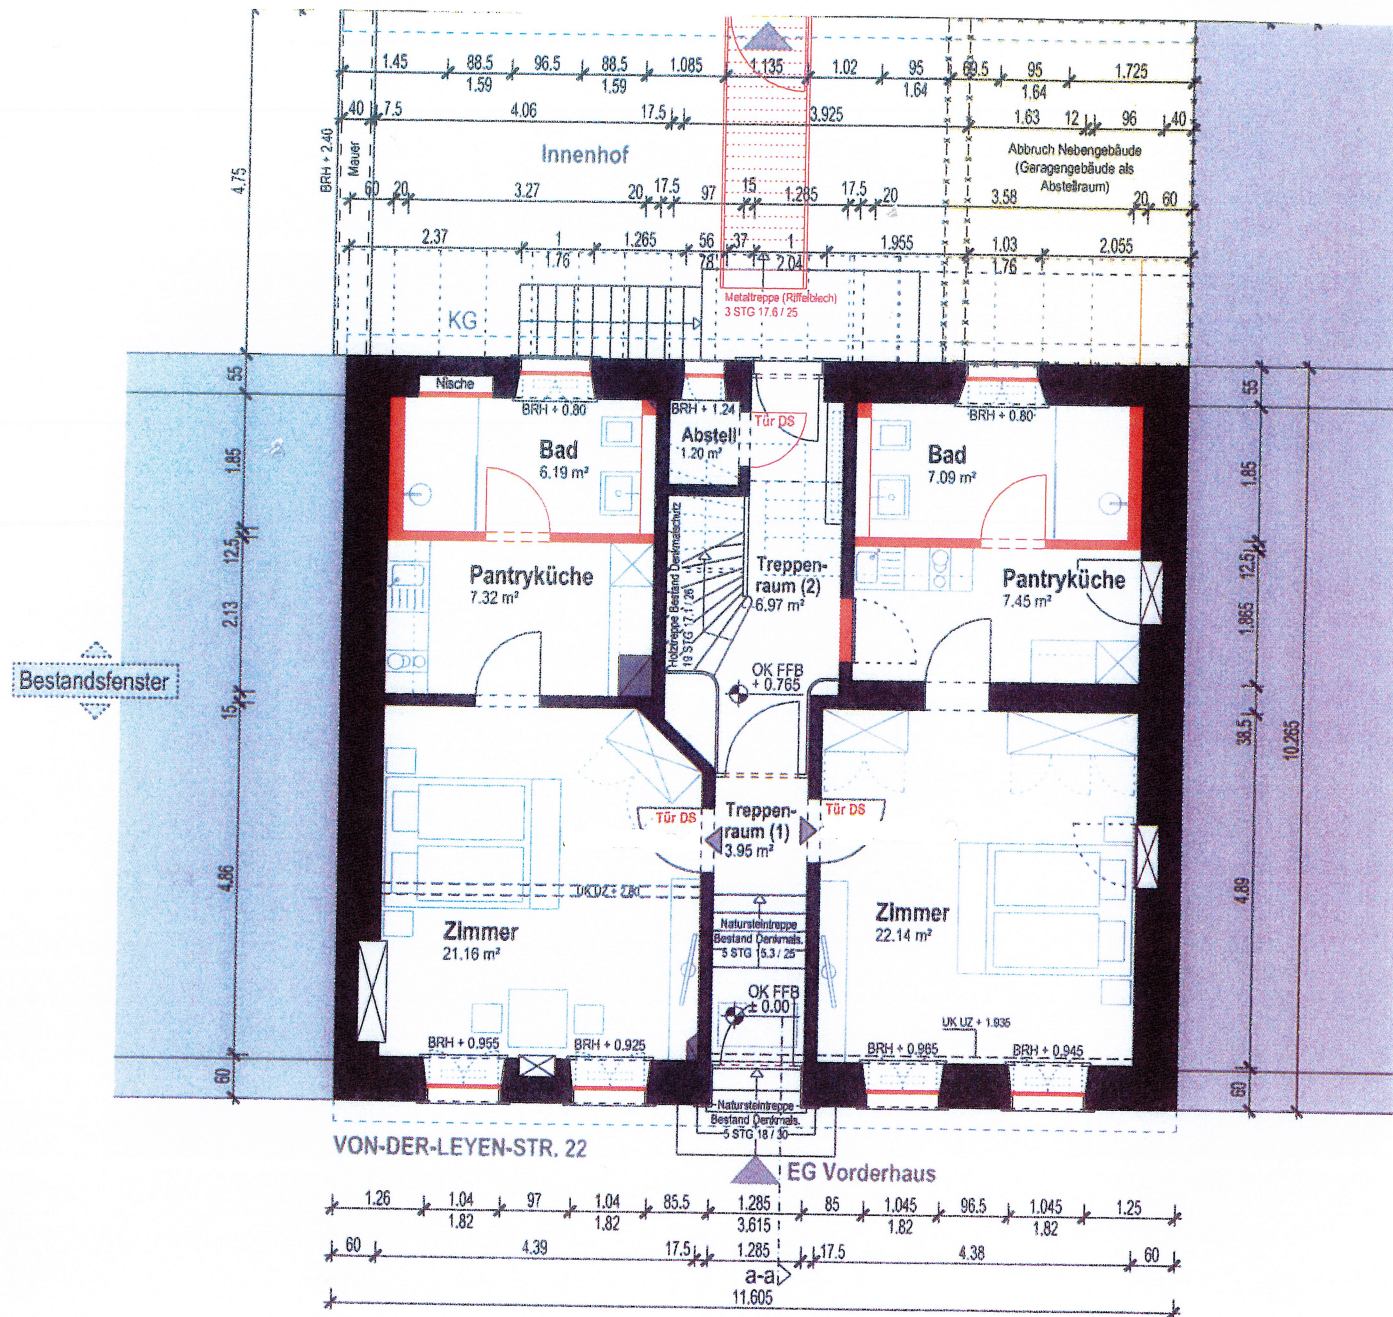 1.45 88.5 96.5 88.5 1.085 1.135 1.02 95 69.5 95 1.725
1.59 1.59 1.64 1.64
40 7.5 4.06 17.5 3.925 1.63 12 96 40
BRH + 2.40
Mauer
Innenhof
Abbruch Nebengebäude
(Garagengebäude als
Abstellraum)
4.75
60 20 3.27 20 17.5 97 15 1.285 17.5 20 3.58 20 60
2.37 1 1.265 56 37 1 1.955 1.03 2.055
1.76 78 2.04 1.76
Metalltreppe (Riffelblech)
3 STG 17.6 / 25
KG
Nische
BRH + 0.80
BRH + 1.24
BRH + 0.80
55
55
Bad
6.19 m²
Abstell
1.20 m²
Tür DS
Bad
7.09 m²
1.85
1.85
12.5
12.5
Holztreppe Bestand Denkmalschutz
19 STG 17.1 / 26
Pantryküche
7.32 m²
Treppen-
raum (2)
6.97 m²
Pantryküche
7.45 m²
2.13
1.865
Bestandsfenster
OK FFB
+ 0.765
15
38.5
10.265
Tür DS
Treppen-
raum (1)
3.95 m²
Tür DS
4.86
4.89
UK UZ + 2.80
Zimmer
21.16 m²
Natursteintreppe
Bestand Denkmals.
5 STG 15.3 / 25
Zimmer
22.14 m²
OK FFB
± 0.00
UK UZ + 1.935
BRH + 0.955
BRH + 0.925
BRH + 0.965
BRH + 0.945
60
60
Natursteintreppe
Bestand Denkmals.
5 STG 18 / 30
VON-DER-LEYEN-STR. 22
EG Vorderhaus
1.26 1.04 97 1.04 85.5 1.285 85 1.045 96.5 1.045 1.25
1.82 1.82 3.615 1.82 1.82
60 4.39 17.5 1.285 17.5 4.38 60
a-a
11.605